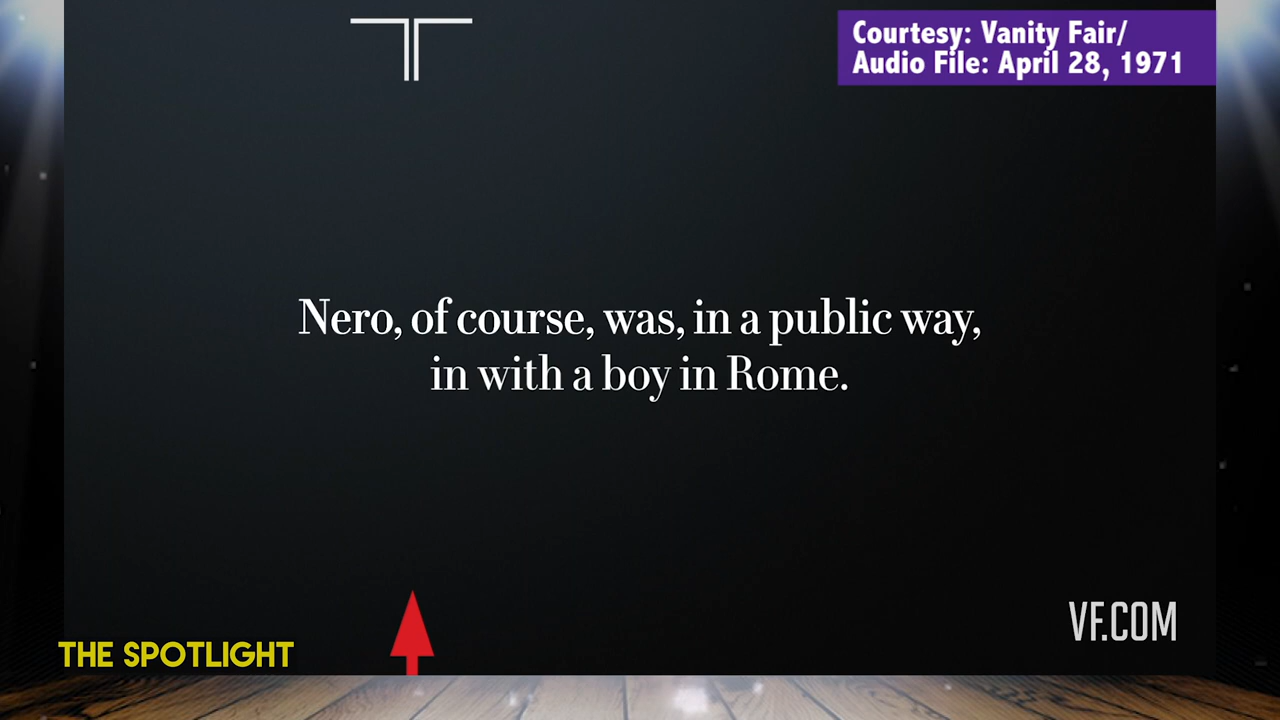 Courtesy: Vanity Fair/
Audio File: April 28, 1971
Nero, of course, was, in a public way,
in with a boy in Rome.
VF.COM
THE SPOTLIGHT